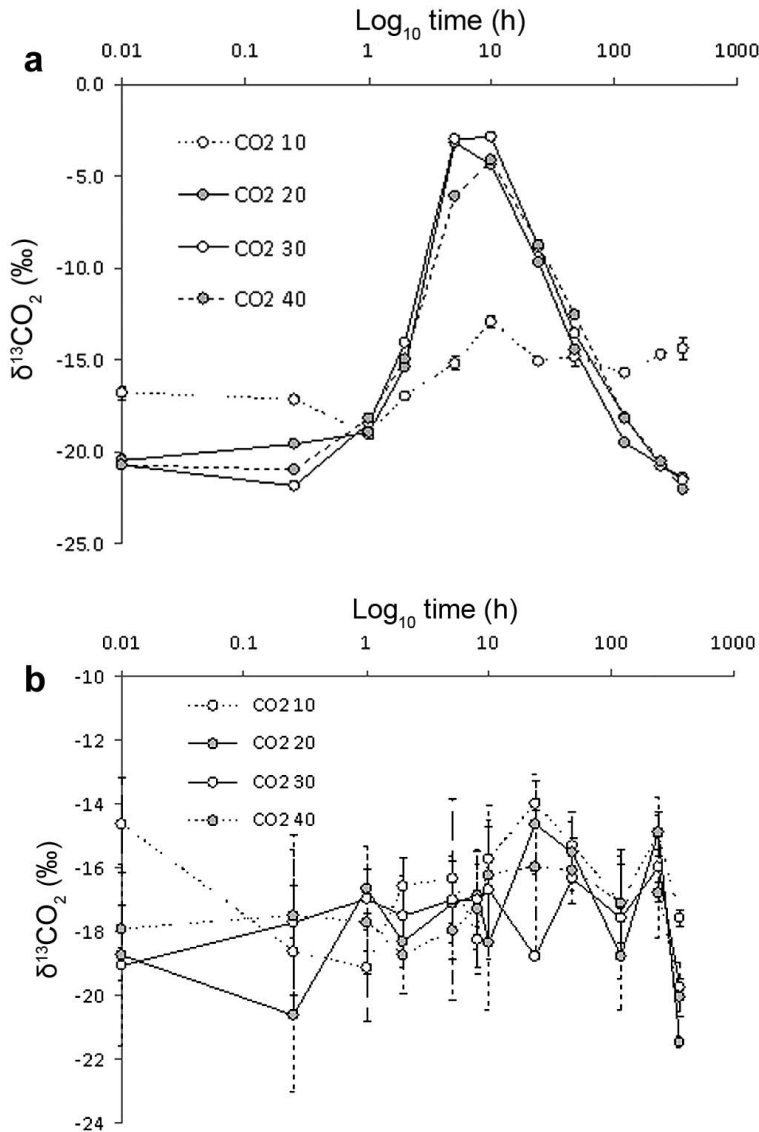 Log10 time (h)
a
0.01 0.1 1 10 100 1000
0.0
-5.0
-10.0
-15.0
-20.0
-25.0
δ13CO2 (‰)
CO2 10
CO2 20
CO2 30
CO2 40
Log10 time (h)
0.01 0.1 1 10 100 1000
b
-10
-12
-14
-16
-18
-20
-22
-24
δ13CO2 (‰)
CO2 10
CO2 20
CO2 30
CO2 40